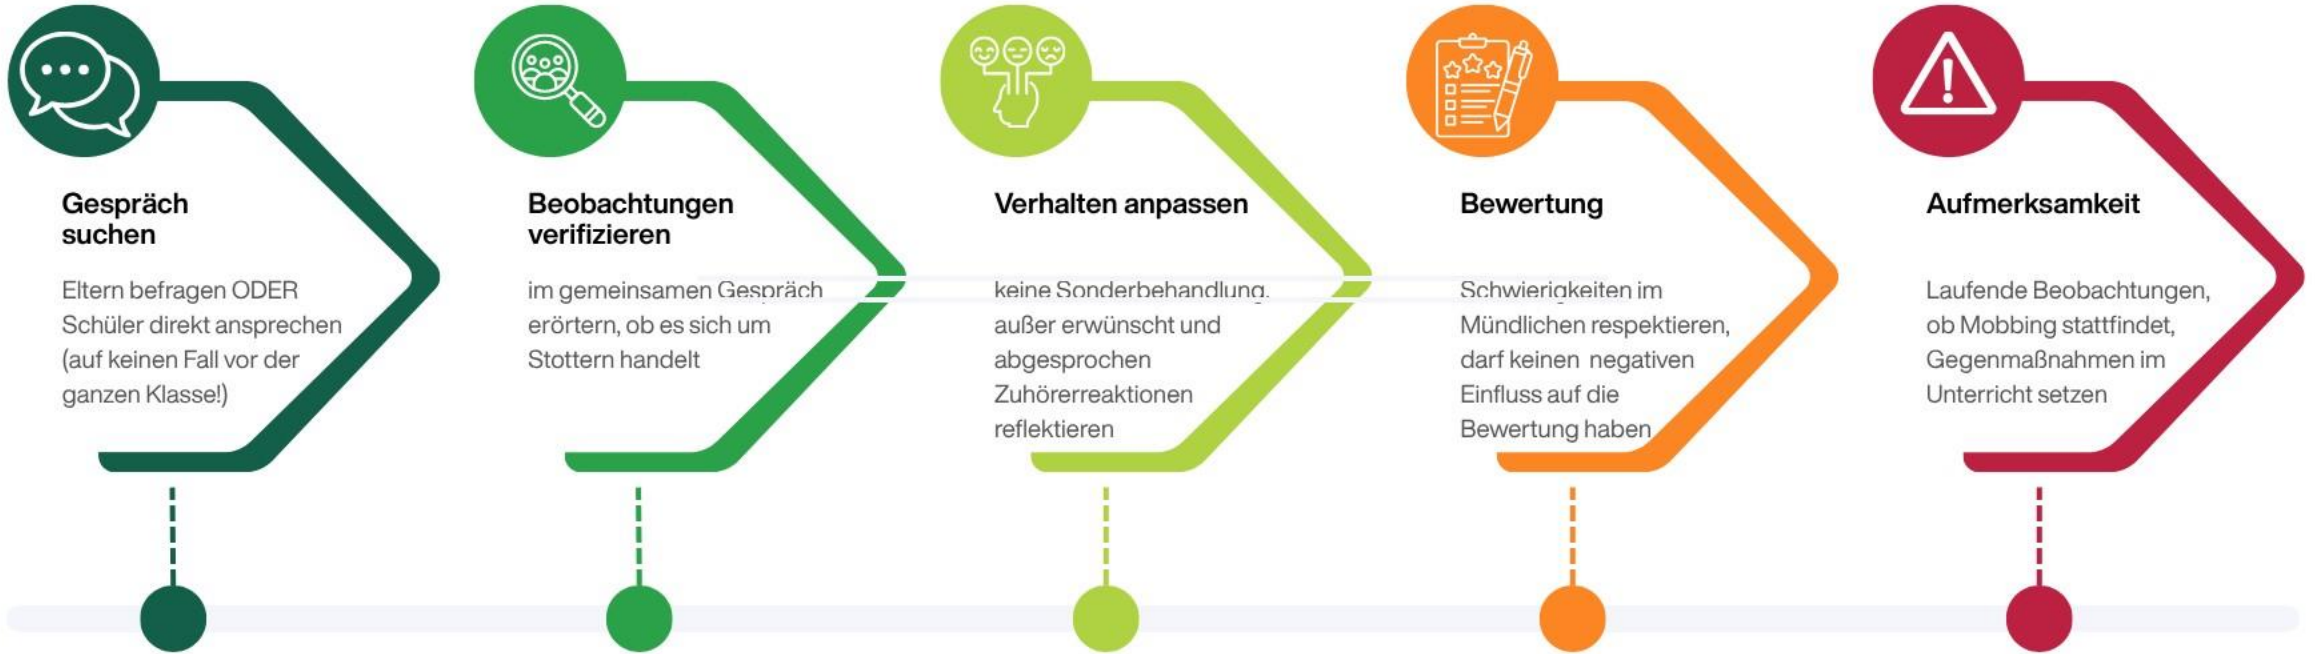 Gespräch
suchen
Eltern befragen ODER
Schüler direkt ansprechen
(auf keinen Fall vor der
ganzen Klasse!)
Beobachtungen
verifizieren
im gemeinsamen Gespräch
erörtern, ob es sich um
Stottern handelt
Verhalten anpassen
keine Sonderbehandlung,
außer erwünscht und
abgesprochen
Zuhörerreaktionen
reflektieren
Bewertung
Schwierigkeiten im
Mündlichen respektieren,
darf keinen negativen
Einfluss auf die
Bewertung haben
Aufmerksamkeit
Laufende Beobachtungen,
ob Mobbing stattfindet,
Gegenmaßnahmen im
Unterricht setzen